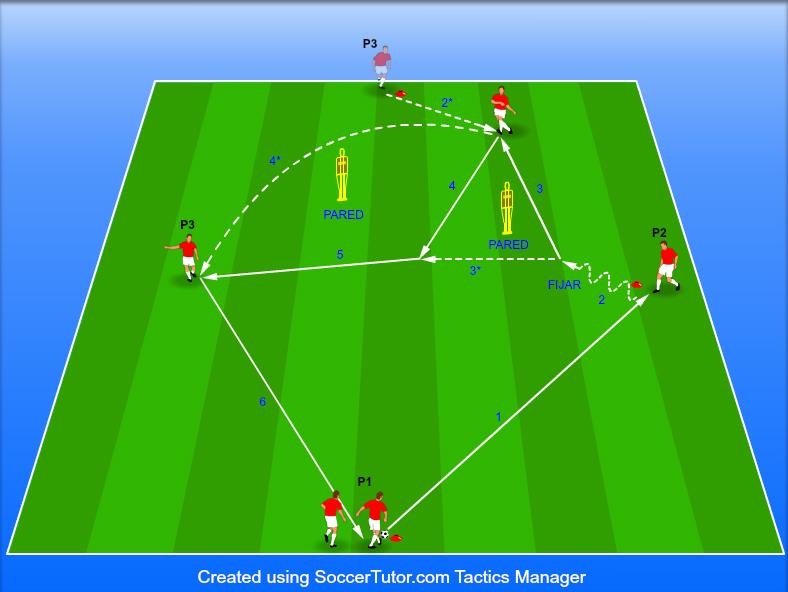 P3
2*
4*
4
3
PARED
PARED
P3
P2
5
3*
FIJAR
2
6
1
P1
Created using SoccerTutor.com Tactics Manager